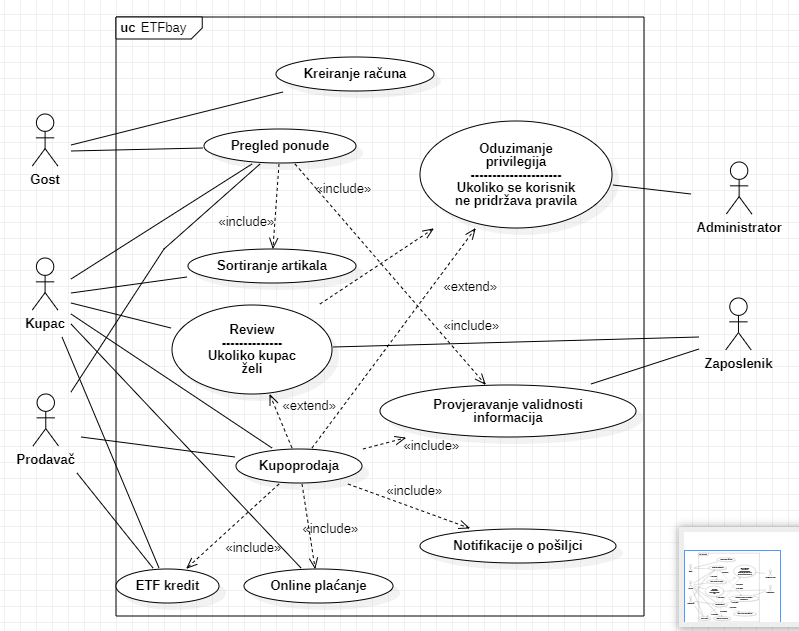 uc ETFbay
Kreiranje računa
Gost
Pregled ponude
Oduzimanje
privilegija
---------------------
Ukoliko se korisnik
ne pridržava pravila
Administrator
«include»
«include»
Sortiranje artikala
Kupac
«extend»
Review
--------------
Ukoliko kupac
želi
«include»
Zaposlenik
«extend»
Provjeravanje validnosti
informacija
Prodavač
«include»
Kupoprodaja
«include»
«include»
«include»
Notifikacije o pošiljci
ETF kredit
Online plaćanje